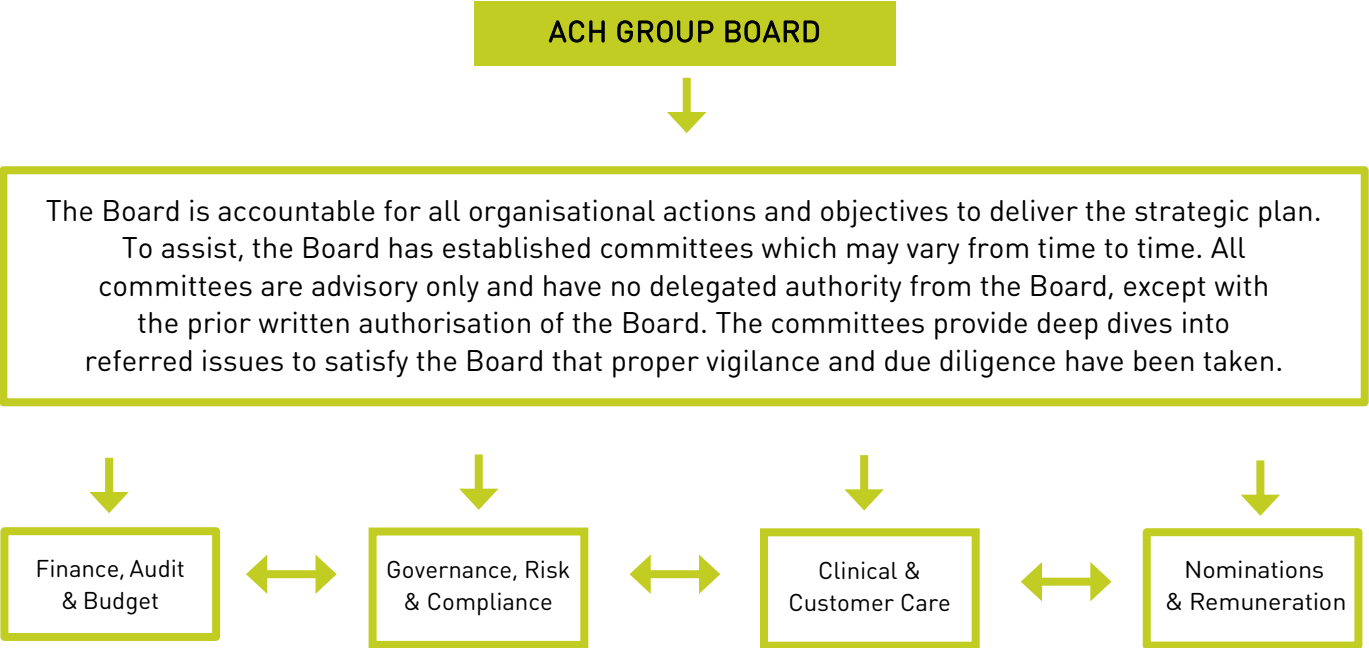 ACH GROUP BOARD
The Board is accountable for all organisational actions and objectives to deliver the strategic plan.
To assist, the Board has established committees which may vary from time to time. All
committees are advisory only and have no delegated authority from the Board, except with
the prior written authorisation of the Board. The committees provide deep dives into
referred issues to satisfy the Board that proper vigilance and due diligence have been taken.
Finance, Audit
& Budget
Governance, Risk
& Compliance
Clinical &
Customer Care
Nominations
& Remuneration